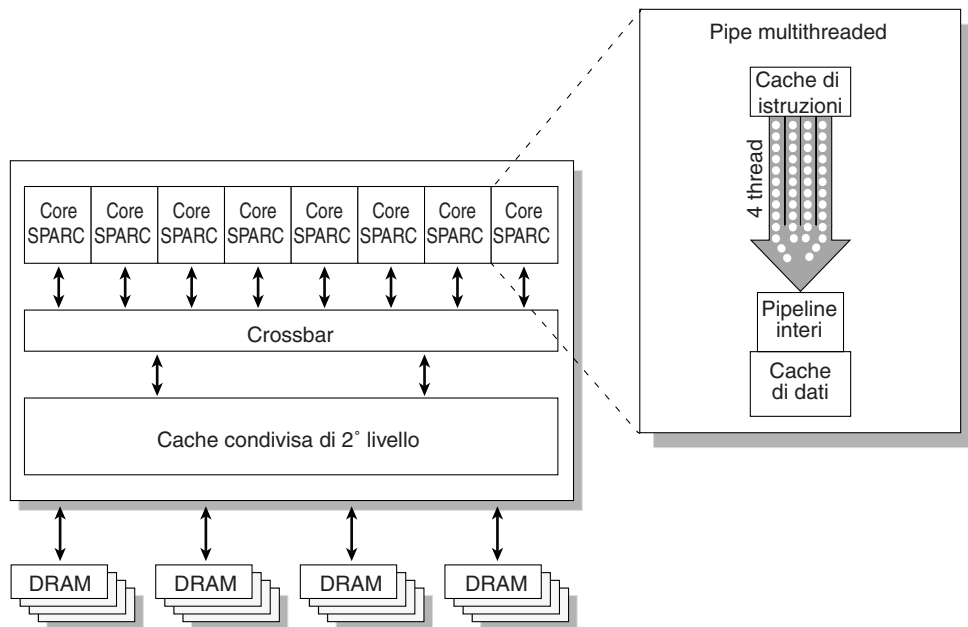 Pipe multithreaded
Cache di
istruzioni
4 thread
Pipeline
interi
Cache
di dati
Core
SPARC
Core
SPARC
Core
SPARC
Core
SPARC
Core
SPARC
Core
SPARC
Core
SPARC
Core
SPARC
Crossbar
Cache condivisa di 2° livello
DRAM
DRAM
DRAM
DRAM